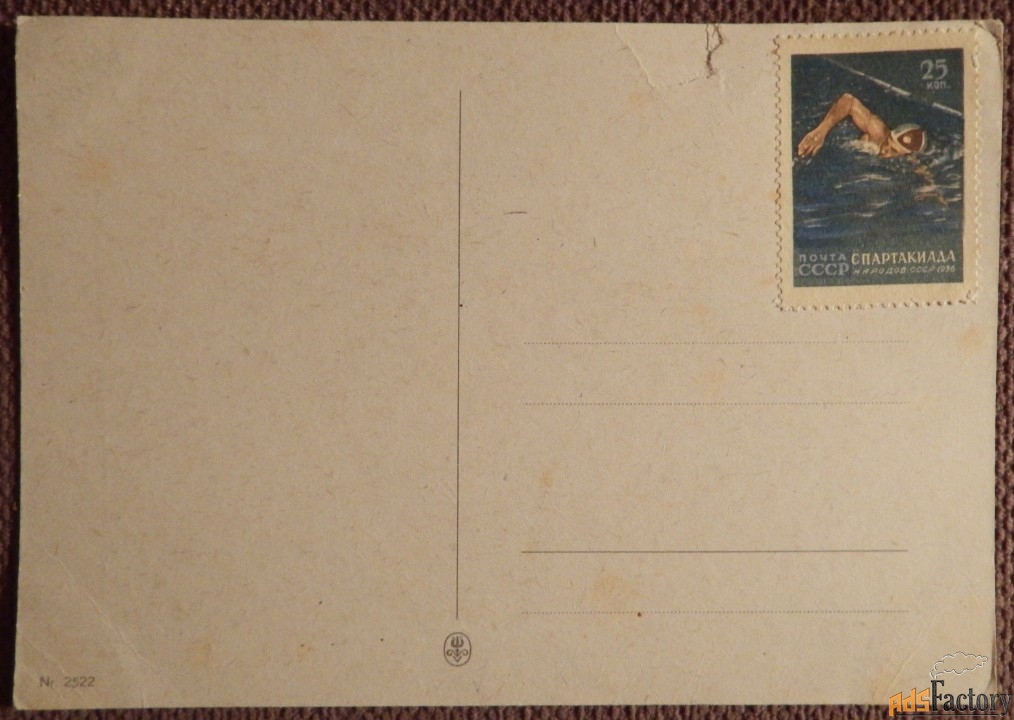 25
коп.
ПОЧТА СПАРТАКИАДА
СССР НАРОДОВ СССР 1956
Nr. 2522
adsFactory